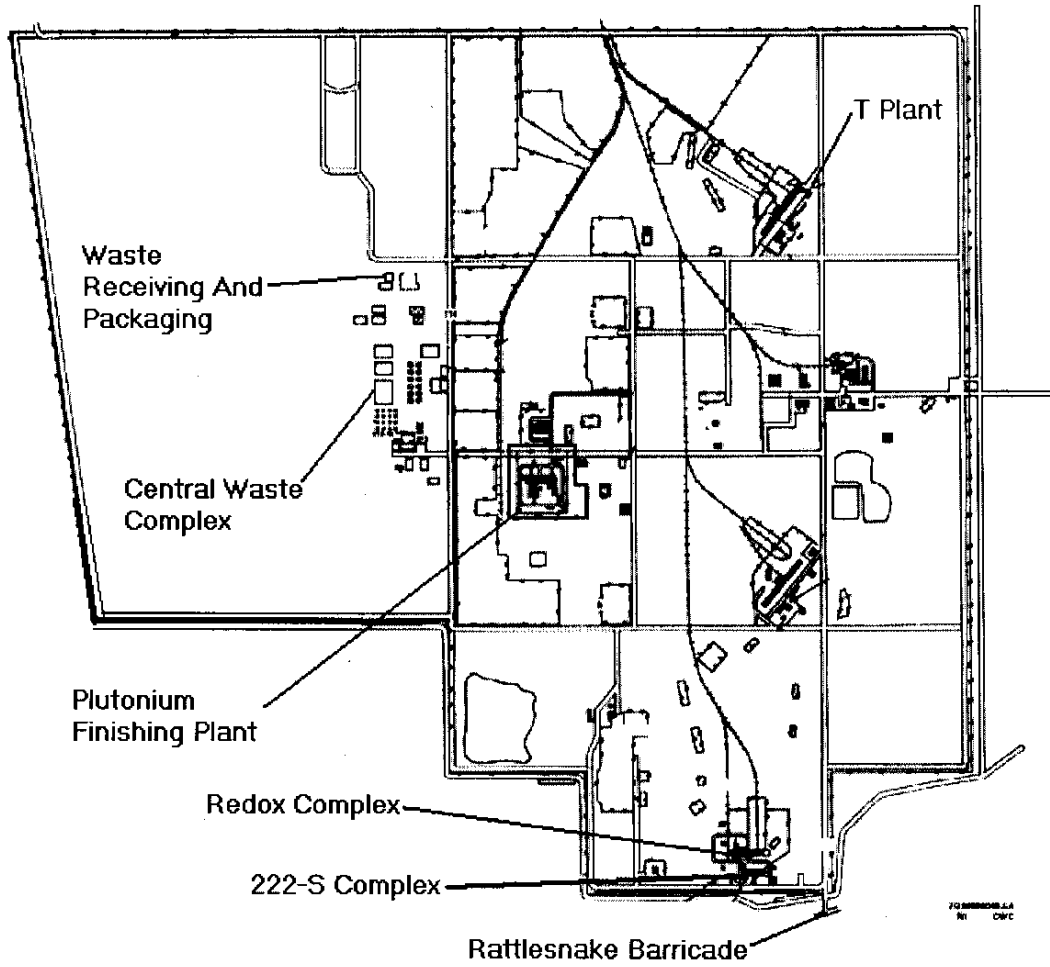 T Plant
Waste
Receiving And
Packaging
Central Waste
Complex
Plutonium
Finishing Plant
Redox Complex
222-S Complex
Rattlesnake Barricade